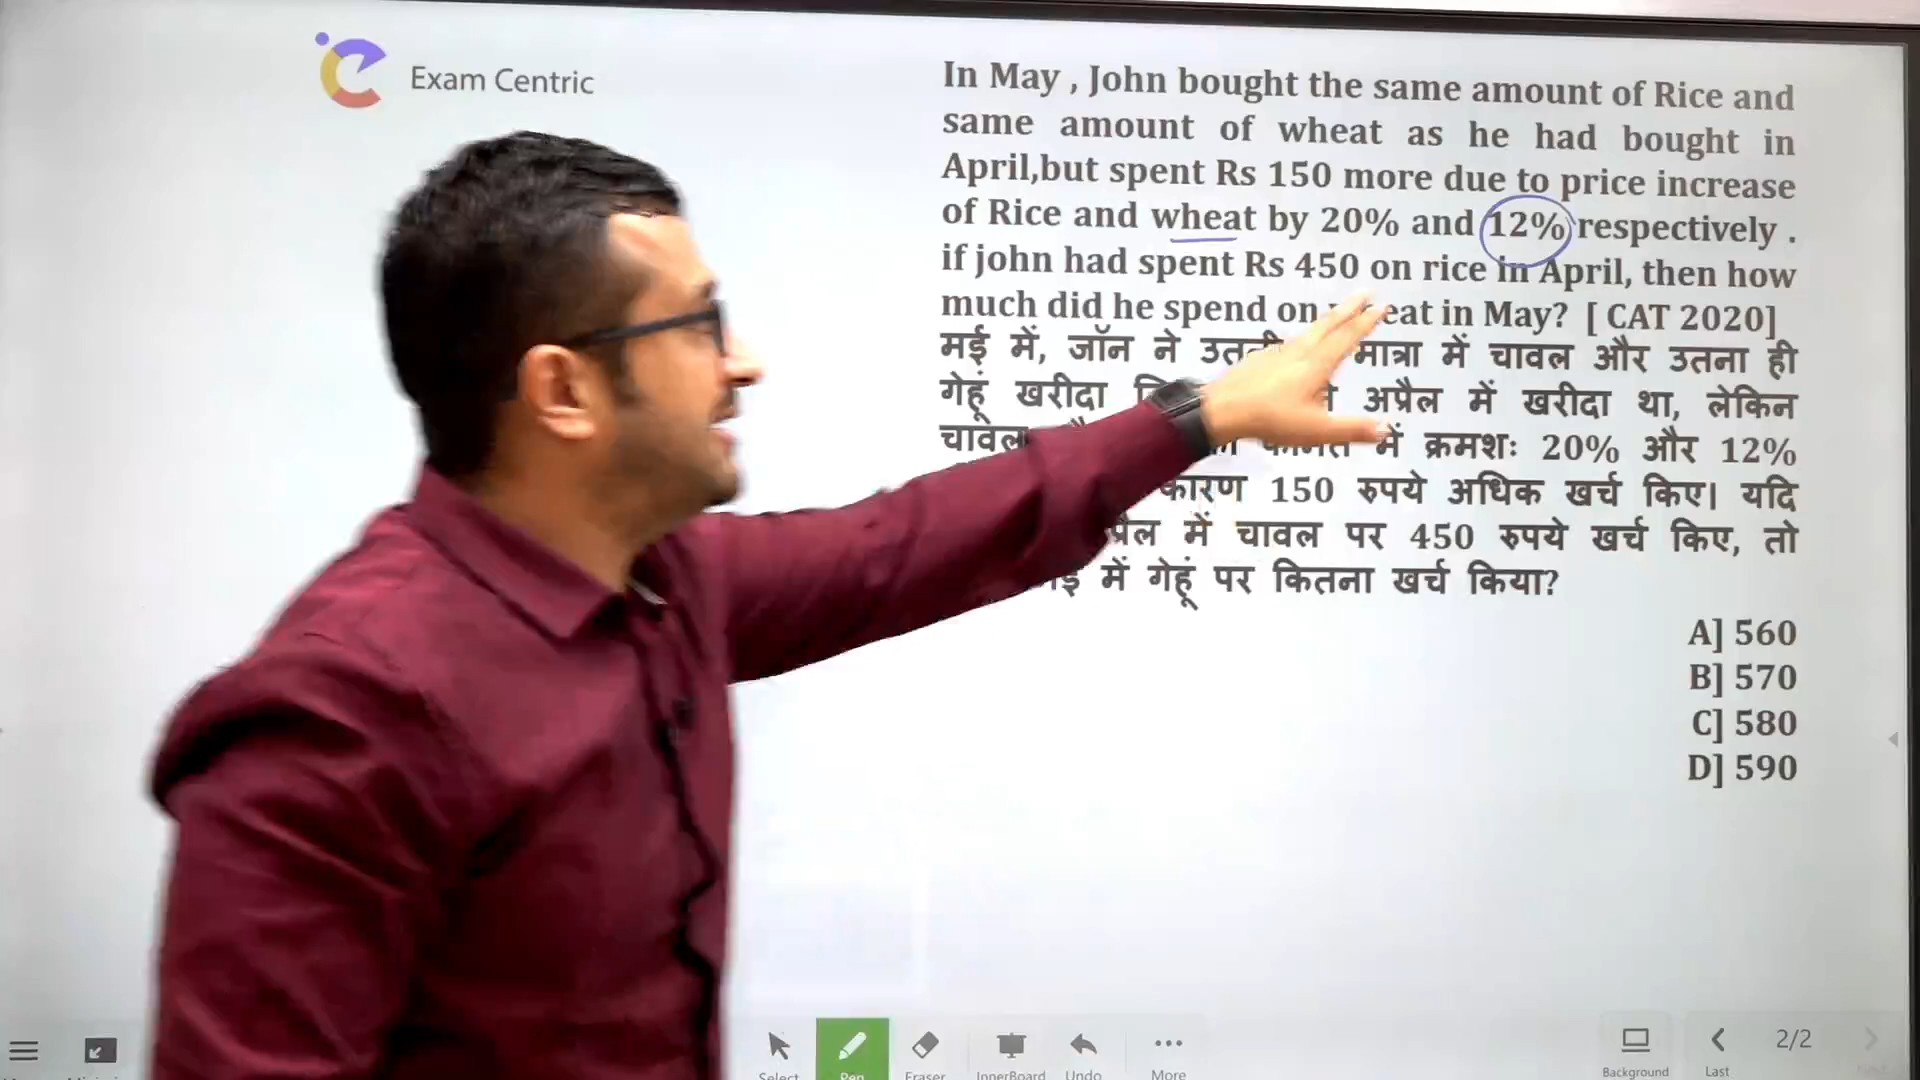 Exam Centric
In May , John bought the same amount of Rice and
same amount of wheat as he had bought in
April,but spent Rs 150 more due to price increase
of Rice and wheat by 20% and 12% respectively .
if john had spent Rs 450 on rice in April, then how
much did he spend on eat in May? [ CAT 2020]
मई में, जॉन ने मात्रा में चावल और उतना ही
गेहूं खरीदा अप्रैल में खरीदा था, लेकिन
चावल में क्रमशः 20% और 12%
कारण 150 रुपये अधिक खर्च किए। यदि
में चावल पर 450 रुपये खर्च किए, तो
में गेहूं पर कितना खर्च किया?
A] 560
B] 570
C] 580
D] 590
Select Pen Eraser InnerBoard Undo More Background Last 2/2